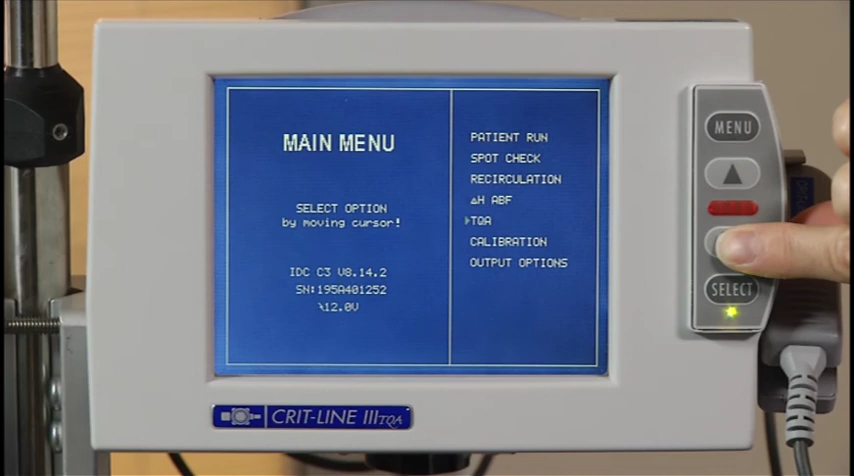 MAIN MENU
SELECT OPTION
by moving cursor!
IDC C3 V8.14.2
SN:195A401252
12.0V
PATIENT RUN
SPOT CHECK
RECIRCULATION
ΔH ABF
TQA
CALIBRATION
OUTPUT OPTIONS
MENU
SELECT
CRIT-LINE III TQA